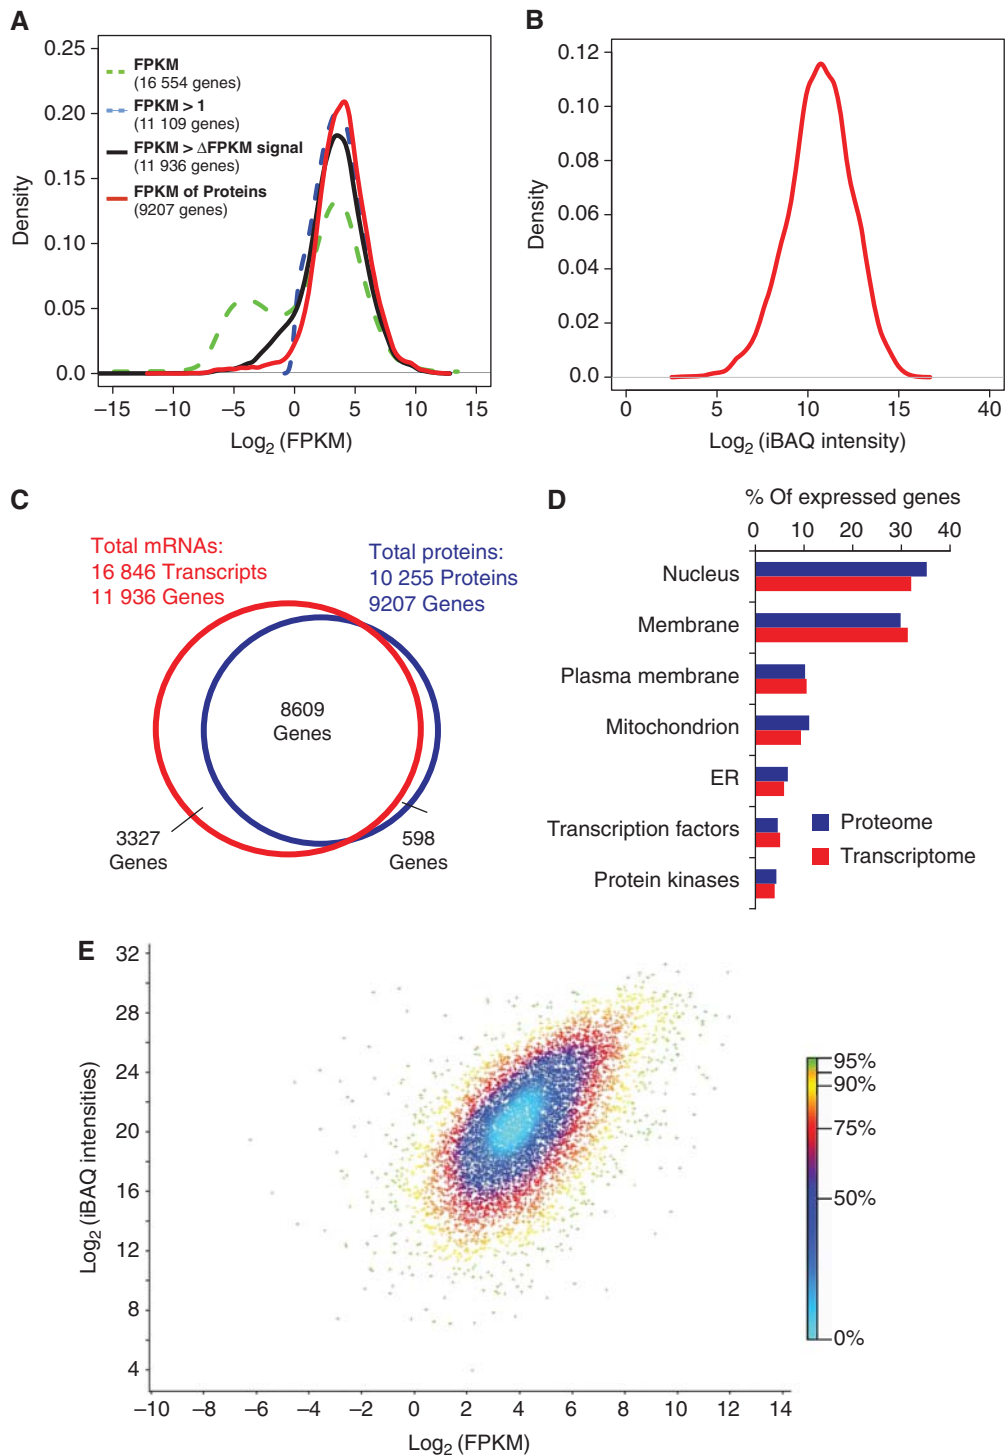 A
0.25
0.20
0.15
0.10
0.05
0.0
Density
FPKM
(16 554 genes)
FPKM > 1
(11 109 genes)
FPKM > ΔFPKM signal
(11 936 genes)
FPKM of Proteins
(9207 genes)
–15 –10 –5 0 5 10 15
Log2 (FPKM)
B
0.12
0.10
0.08
0.06
0.04
0.02
0.0
Density
0 5 10 15 40
Log2 (iBAQ intensity)
C
Total mRNAs:
16 846 Transcripts
11 936 Genes
Total proteins:
10 255 Proteins
9207 Genes
8609
Genes
3327
Genes
598
Genes
D
% Of expressed genes
0 10 20 30 40
Nucleus
Membrane
Plasma membrane
Mitochondrion
ER
Transcription factors
Protein kinases
Proteome
Transcriptome
E
32
28
24
20
16
12
8
4
Log2 (iBAQ intensities)
–10 –8 –6 –4 –2 0 2 4 6 8 10 12 14
Log2 (FPKM)
95%
90%
75%
50%
0%